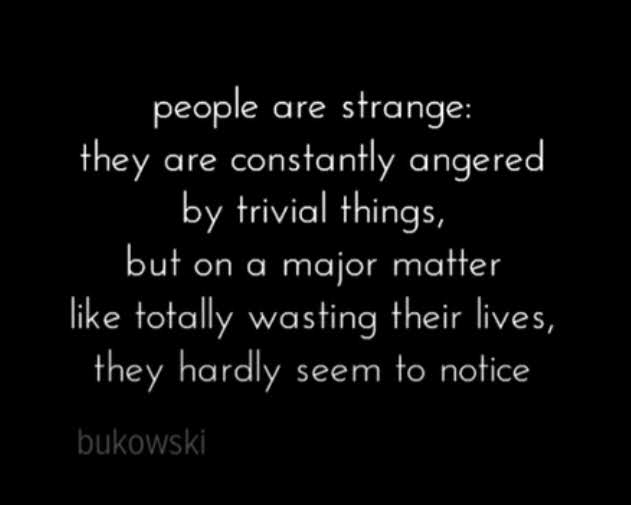 people are strange:
they are constantly angered
by trivial things,
but on a major matter
like totally wasting their lives,
they hardly seem to notice
bukowski